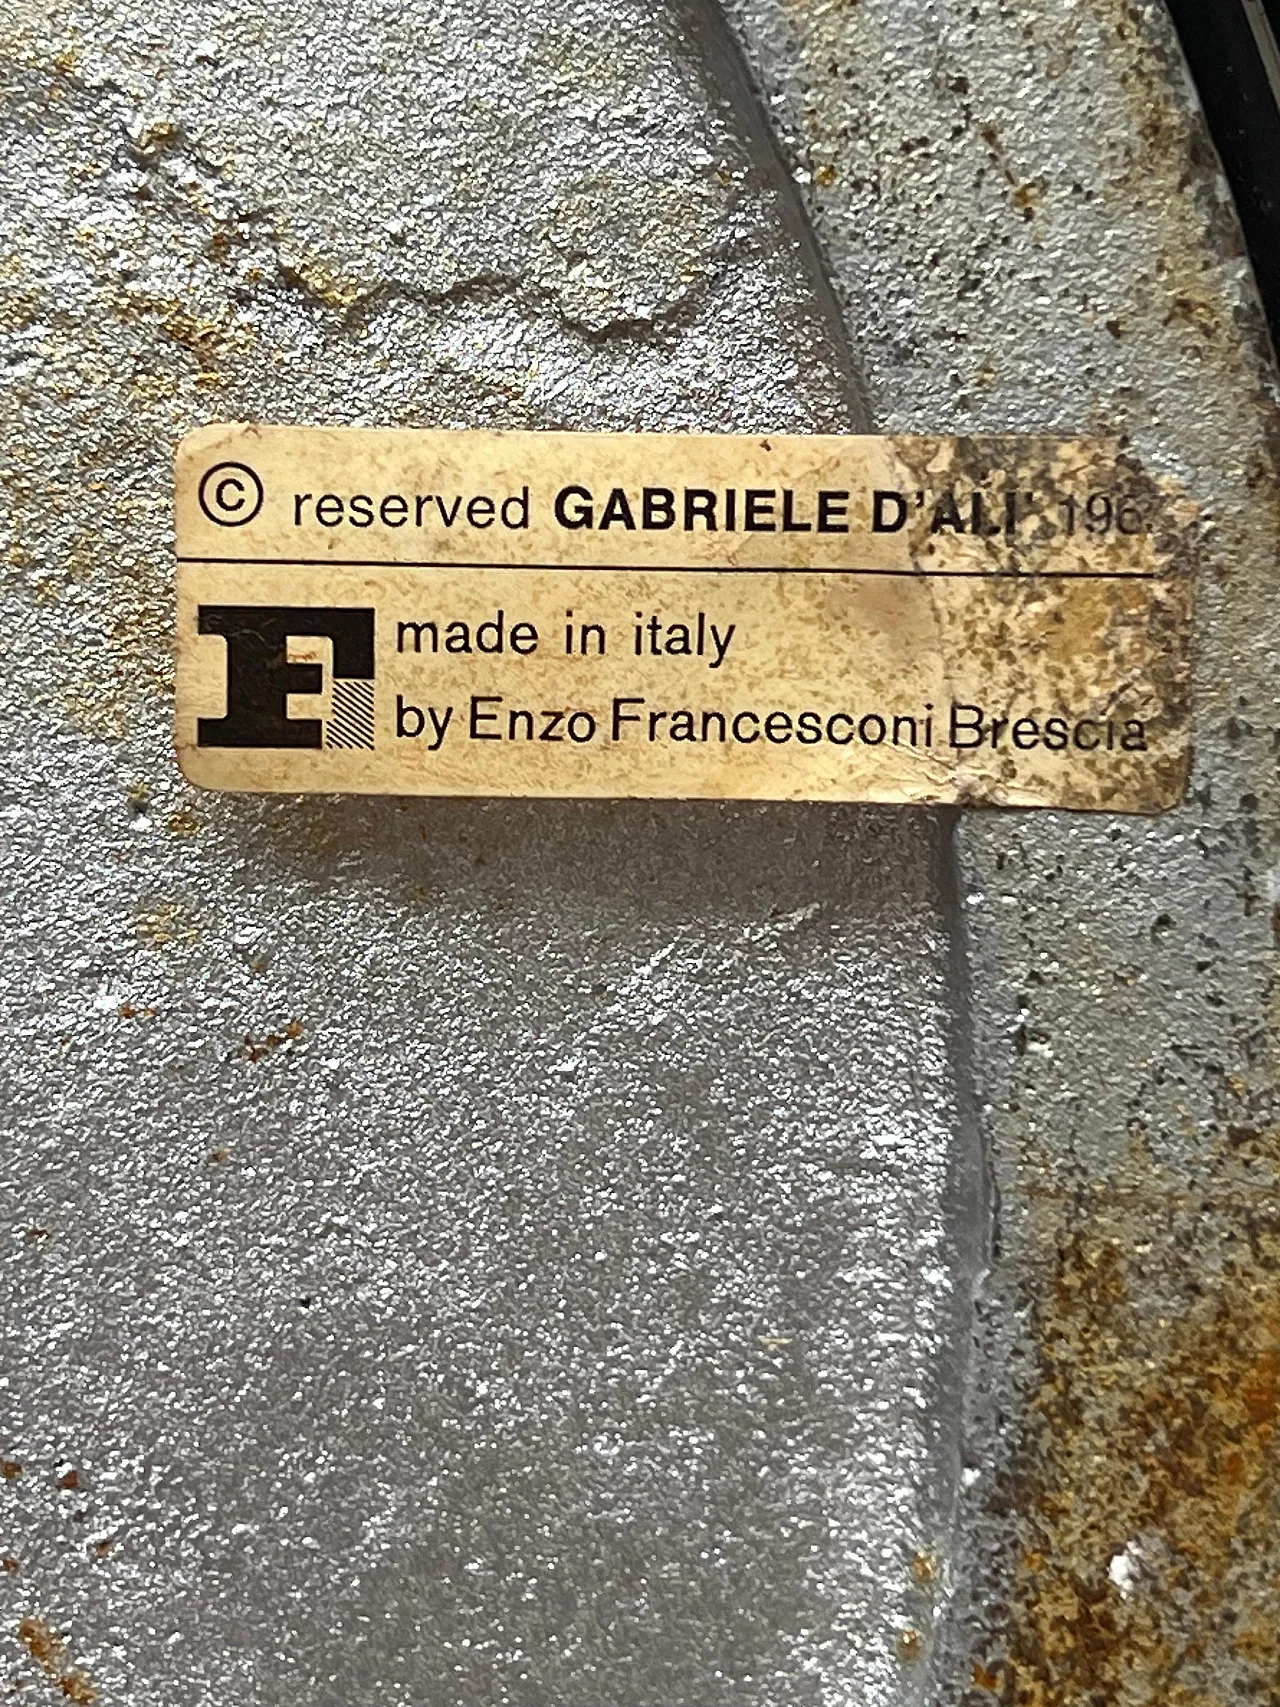 © reserved GABRIELE D'ALI'
F made in italy
by Enzo Francesconi Brescia